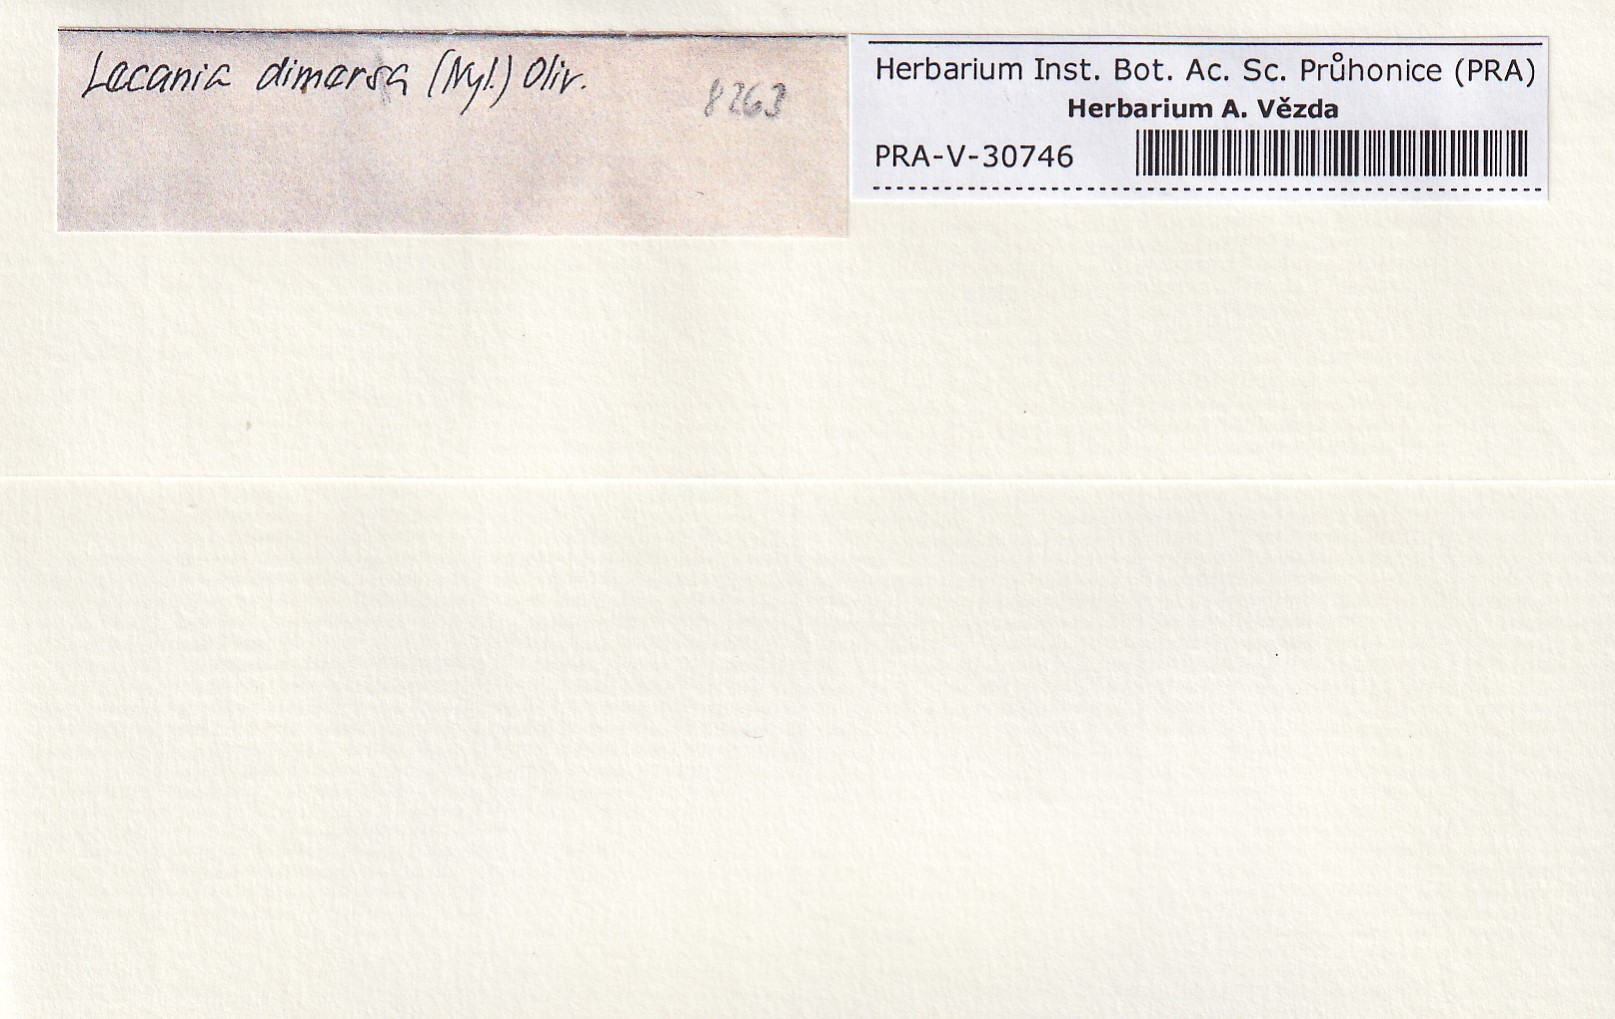 Lecania dimersa (Nyl.) Oliv.
8263
Herbarium Inst. Bot. Ac. Sc. Průhonice (PRA)
Herbarium A. Vězda
PRA-V-30746